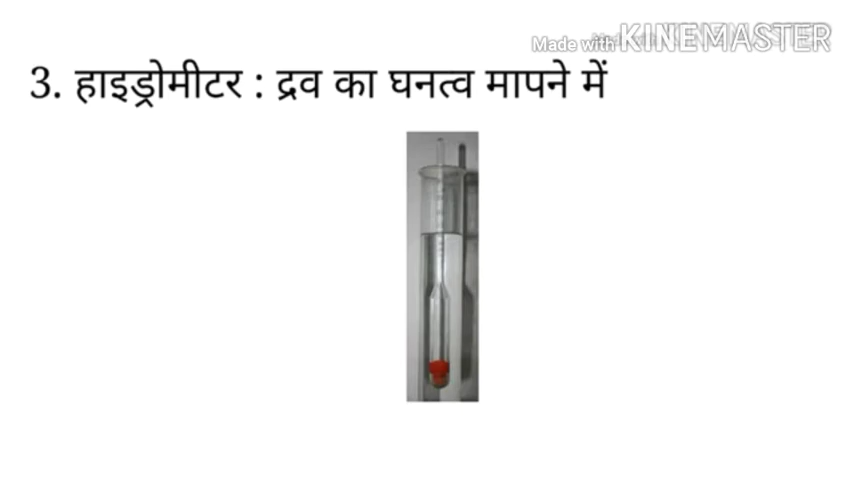 Made with KINEMASTER
3. हाइड्रोमीटर : द्रव का घनत्व मापने में